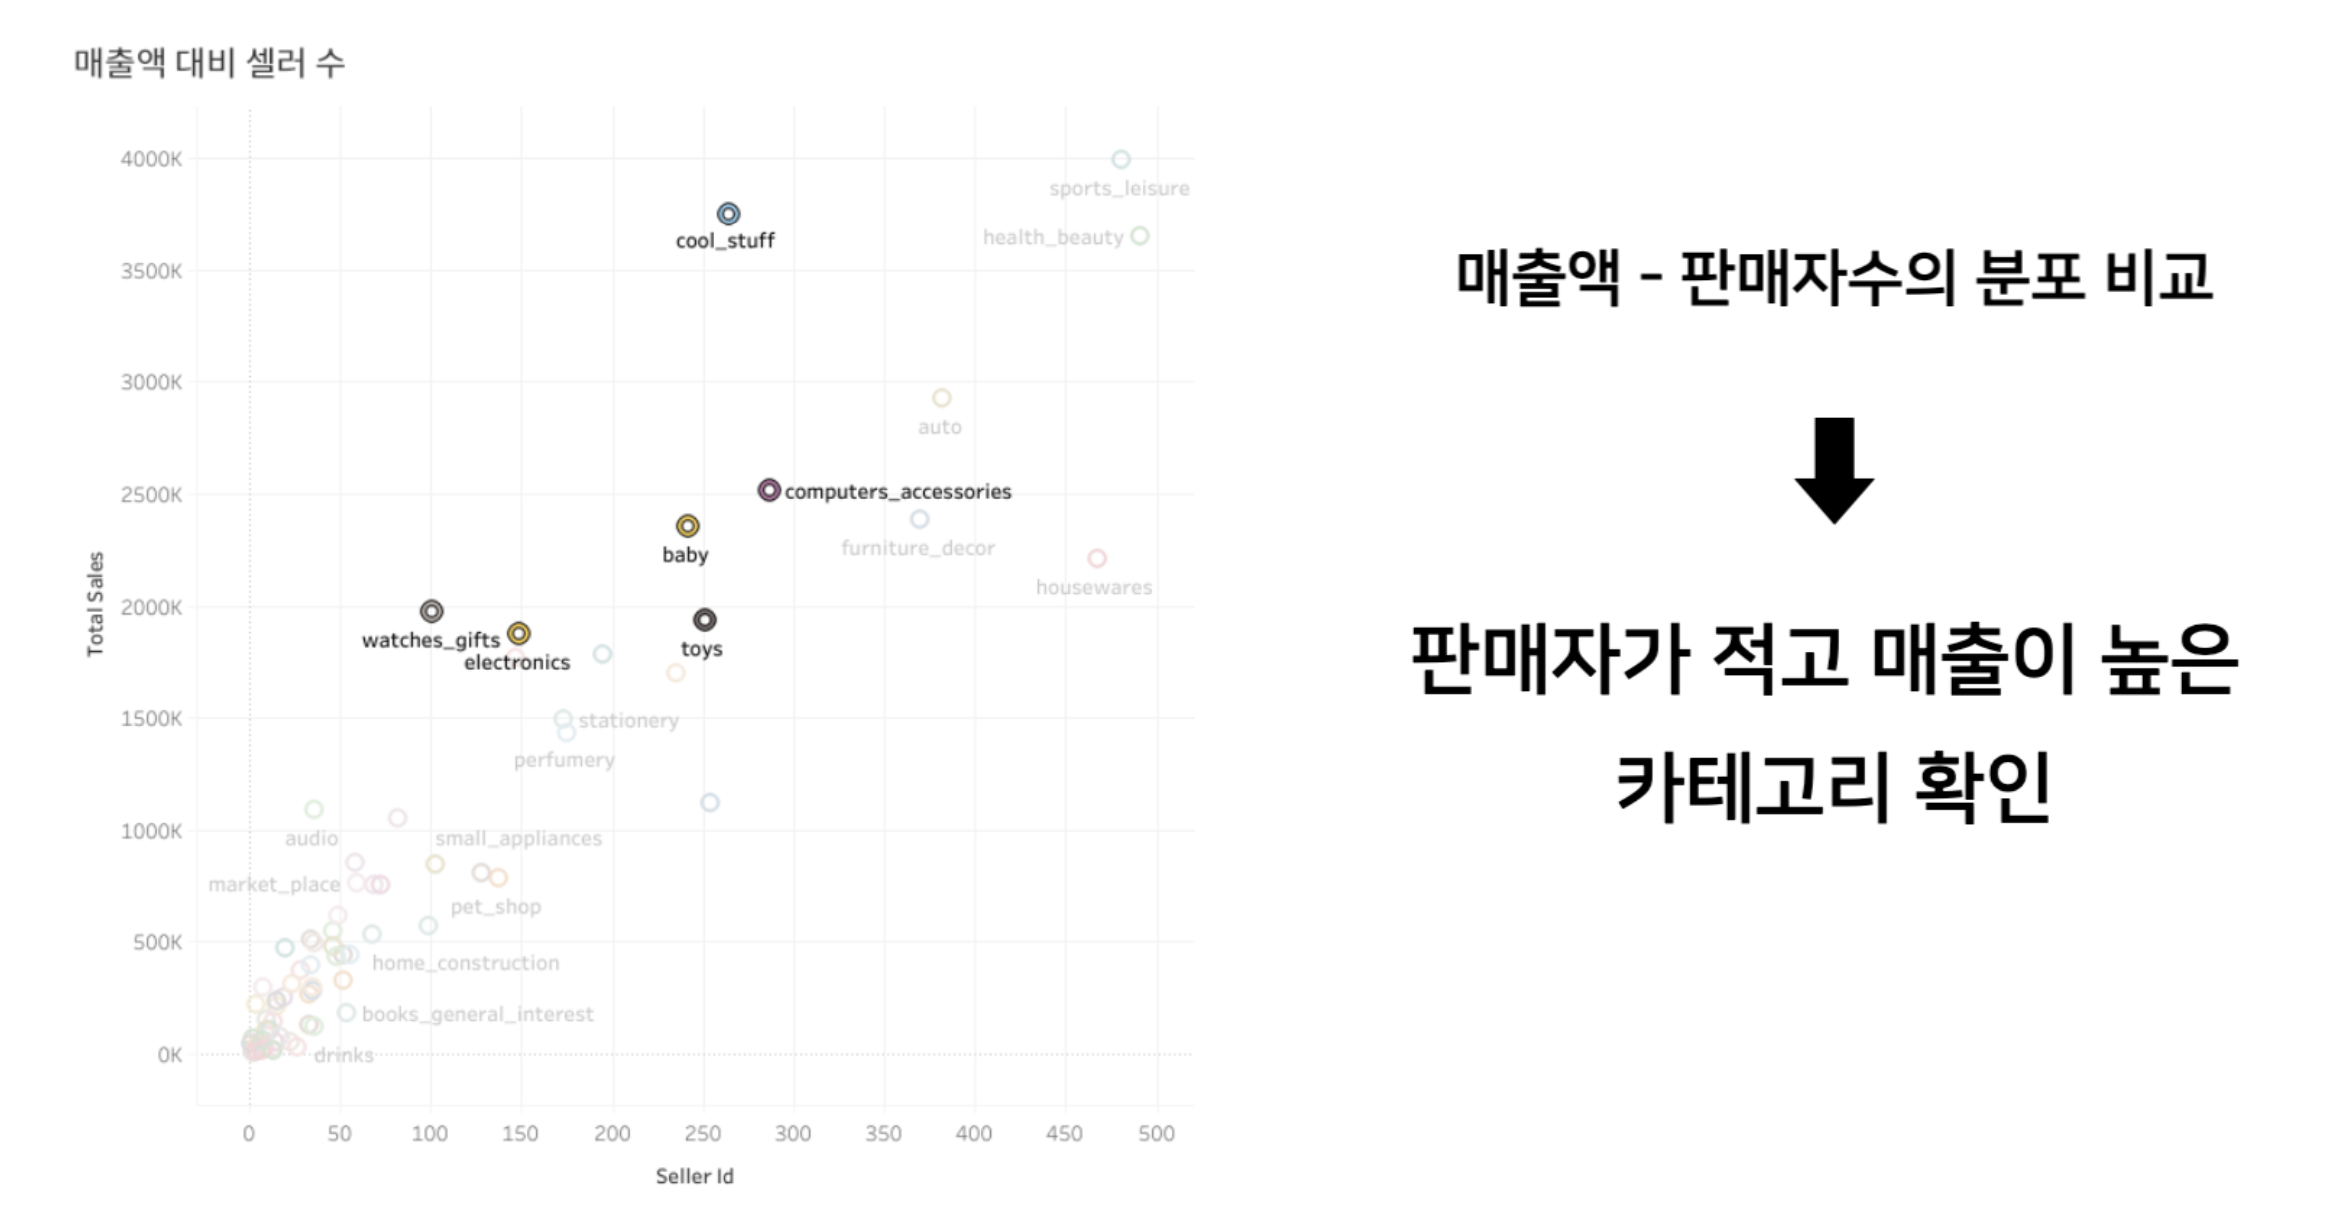 매출액 대비 셀러 수
4000K
sports_leisure
cool_stuff
health_beauty
3500K
3000K
auto
2500K
computers_accessories
baby
furniture_decor
housewares
Total Sales
2000K
watches_gifts
electronics
toys
1500K
stationery
perfumery
1000K
audio
small_appliances
market_place
pet_shop
500K
home_construction
books_general_interest
0K
drinks
0 50 100 150 200 250 300 350 400 450 500
Seller Id
매출액 - 판매자수의 분포 비교
판매자가 적고 매출이 높은
카테고리 확인